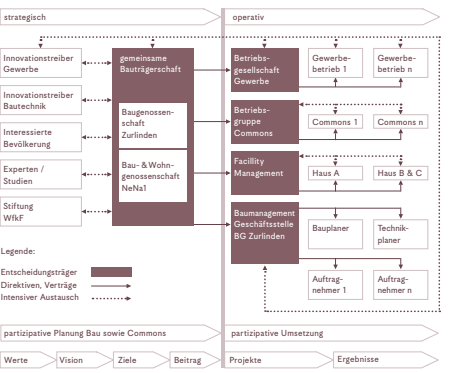 strategisch
operativ
Innovationstreiber
Gewerbe
Innovationstreiber
Bautechnik
Interessierte
Bevölkerung
Experten /
Studien
Stiftung
WfkF
gemeinsame
Bauträgerschaft
Baugenossen-
schaft
Zurlinden
Bau- & Wohn-
genossenschaft
NeNa1
Betriebs-
gesellschaft
Gewerbe
Gewerbe-
betrieb 1
Gewerbe-
betrieb n
Betriebs-
gruppe
Commons
Commons 1
Commons n
Facillity
Management
Haus A
Haus B & C
Baumanagement
Geschäftsstelle
BG Zurlinden
Bauplaner
Technik-
planer
Auftrag-
nehmer 1
Auftrag-
nehmer n
Legende:
Entscheidungsträger
Direktiven, Verträge
Intensiver Austausch
partizipative Planung Bau sowie Commons
partizipative Umsetzung
Werte
Vision
Ziele
Beitrag
Projekte
Ergebnisse